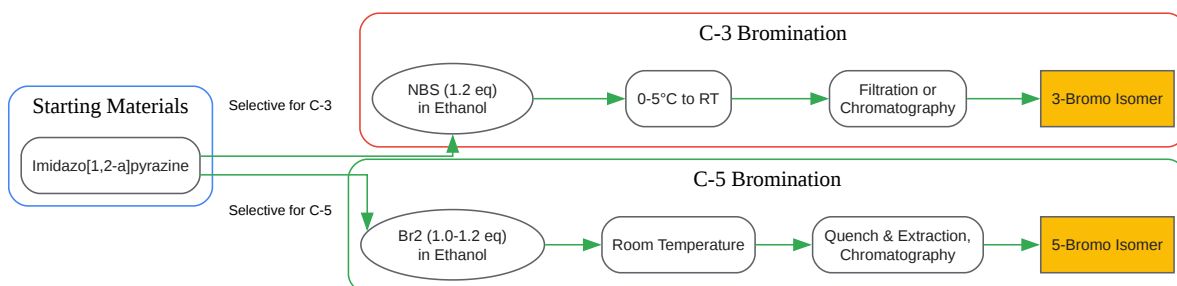 C-3 Bromination
Starting Materials
Selective for C-3
NBS (1.2 eq)
in Ethanol
0-5°C to RT
Filtration or
Chromatography
3-Bromo Isomer
Imidazo[1,2-a]pyrazine
C-5 Bromination
Selective for C-5
Br2 (1.0-1.2 eq)
in Ethanol
Room Temperature
Quench & Extraction,
Chromatography
5-Bromo Isomer